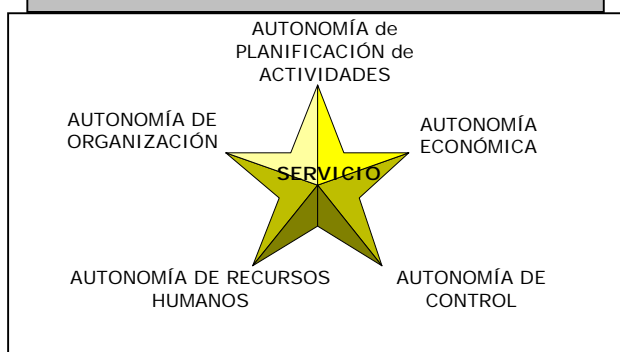 AUTONOMÍA de
PLANIFICACIÓN de
ACTIVIDADES
AUTONOMÍA DE
ORGANIZACIÓN
AUTONOMÍA
ECONÓMICA
SERVICIO
AUTONOMÍA DE RECURSOS
HUMANOS
AUTONOMÍA DE
CONTROL